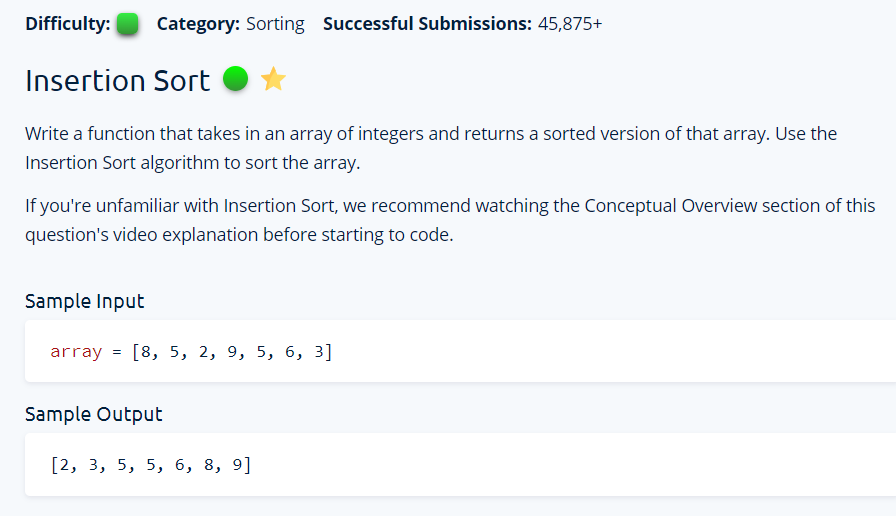 Difficulty: Category: Sorting Successful Submissions: 45,875+
Insertion Sort
Write a function that takes in an array of integers and returns a sorted version of that array. Use the
Insertion Sort algorithm to sort the array.
If you're unfamiliar with Insertion Sort, we recommend watching the Conceptual Overview section of this
question's video explanation before starting to code.
Sample Input
array = [8, 5, 2, 9, 5, 6, 3]
Sample Output
[2, 3, 5, 5, 6, 8, 9]